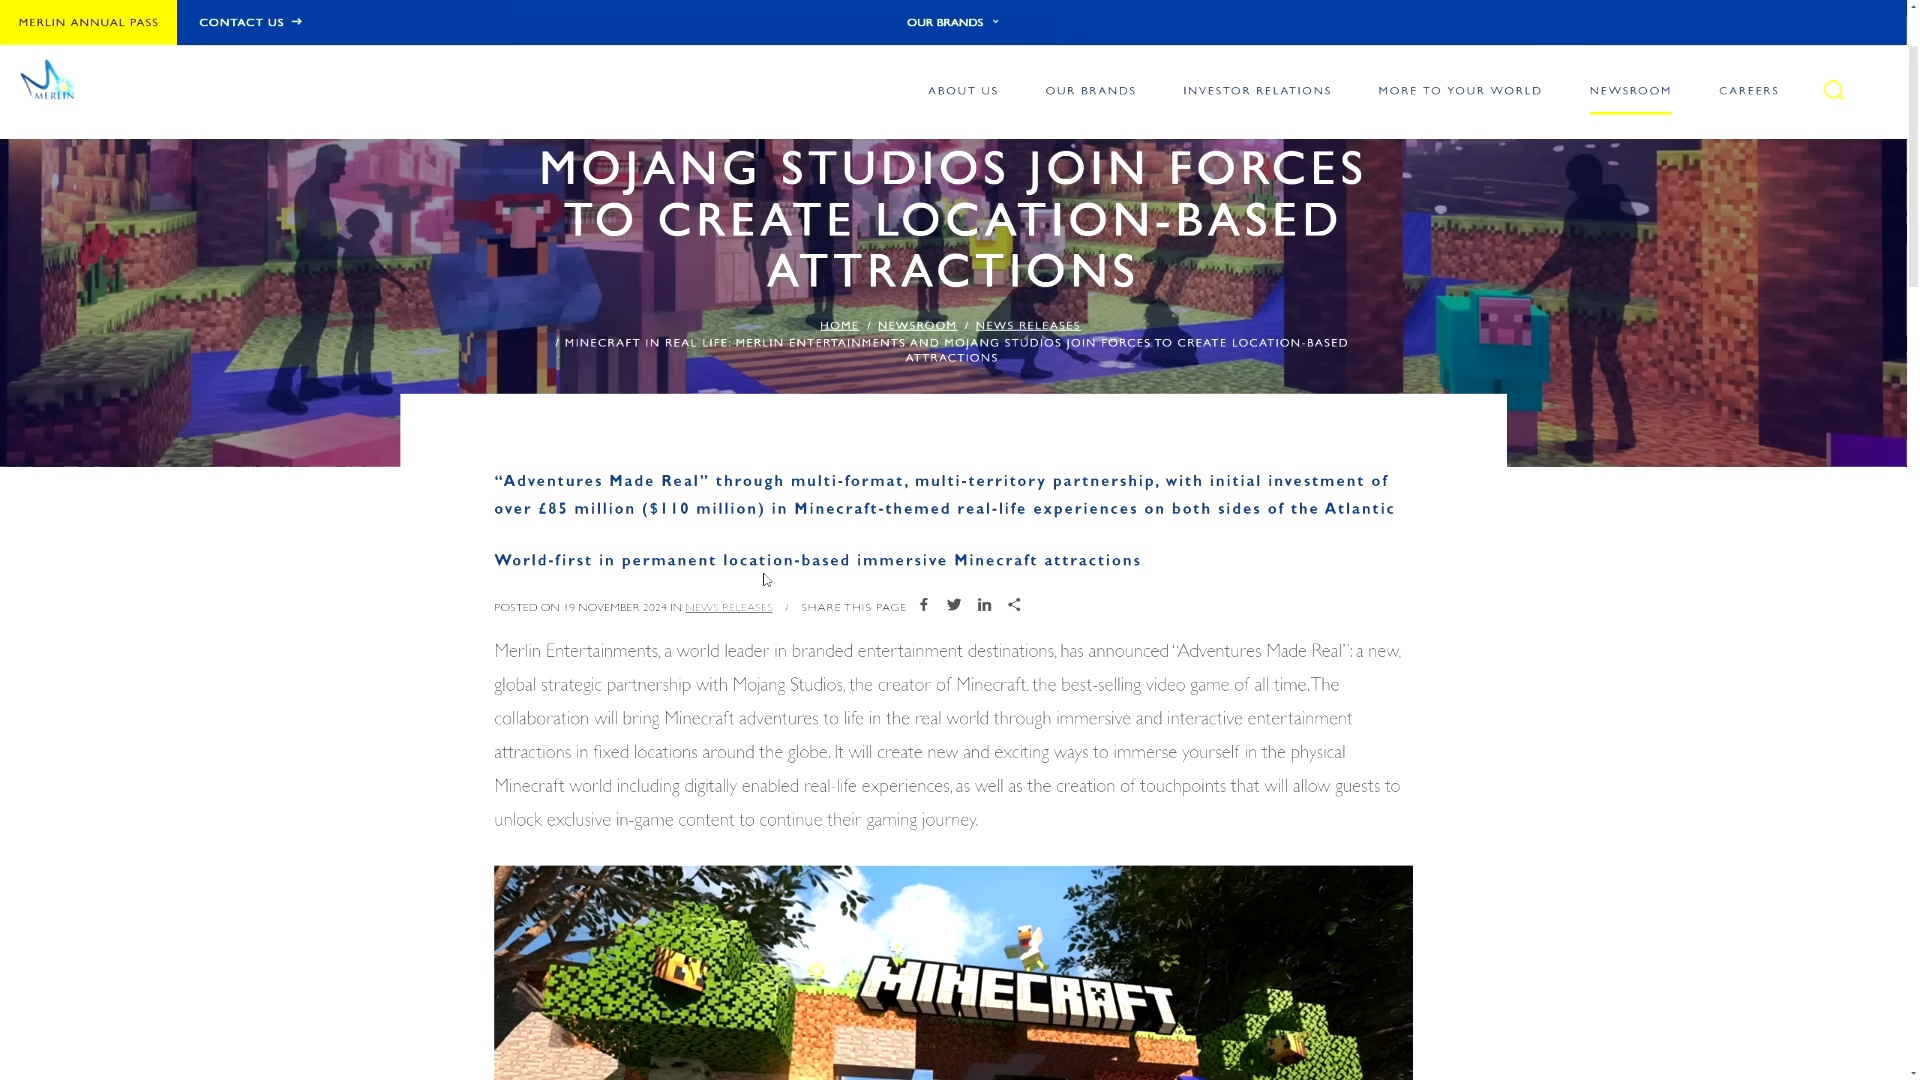 MERLIN ANNUAL PASS
CONTACT US
OUR BRANDS
MERLIN
ABOUT US
OUR BRANDS
INVESTOR RELATIONS
MORE TO YOUR WORLD
NEWSROOM
CAREERS
MOJANG STUDIOS JOIN FORCES
TO CREATE LOCATION-BASED
ATTRACTIONS
HOME / NEWSROOM / NEWS RELEASES
/ MINECRAFT IN REAL LIFE: MERLIN ENTERTAINMENTS AND MOJANG STUDIOS JOIN FORCES TO CREATE LOCATION-BASED
ATTRACTIONS
“Adventures Made Real” through multi-format, multi-territory partnership, with initial investment of
over £85 million ($110 million) in Minecraft-themed real-life experiences on both sides of the Atlantic
World-first in permanent location-based immersive Minecraft attractions
POSTED ON 19 NOVEMBER 2024 IN NEWS RELEASES / SHARE THIS PAGE
Merlin Entertainments, a world leader in branded entertainment destinations, has announced “Adventures Made Real”: a new,
global strategic partnership with Mojang Studios, the creator of Minecraft, the best-selling video game of all time. The
collaboration will bring Minecraft adventures to life in the real world through immersive and interactive entertainment
attractions in fixed locations around the globe. It will create new and exciting ways to immerse yourself in the physical
Minecraft world including digitally enabled real-life experiences, as well as the creation of touchpoints that will allow guests to
unlock exclusive in-game content to continue their gaming journey.
MINECRAFT